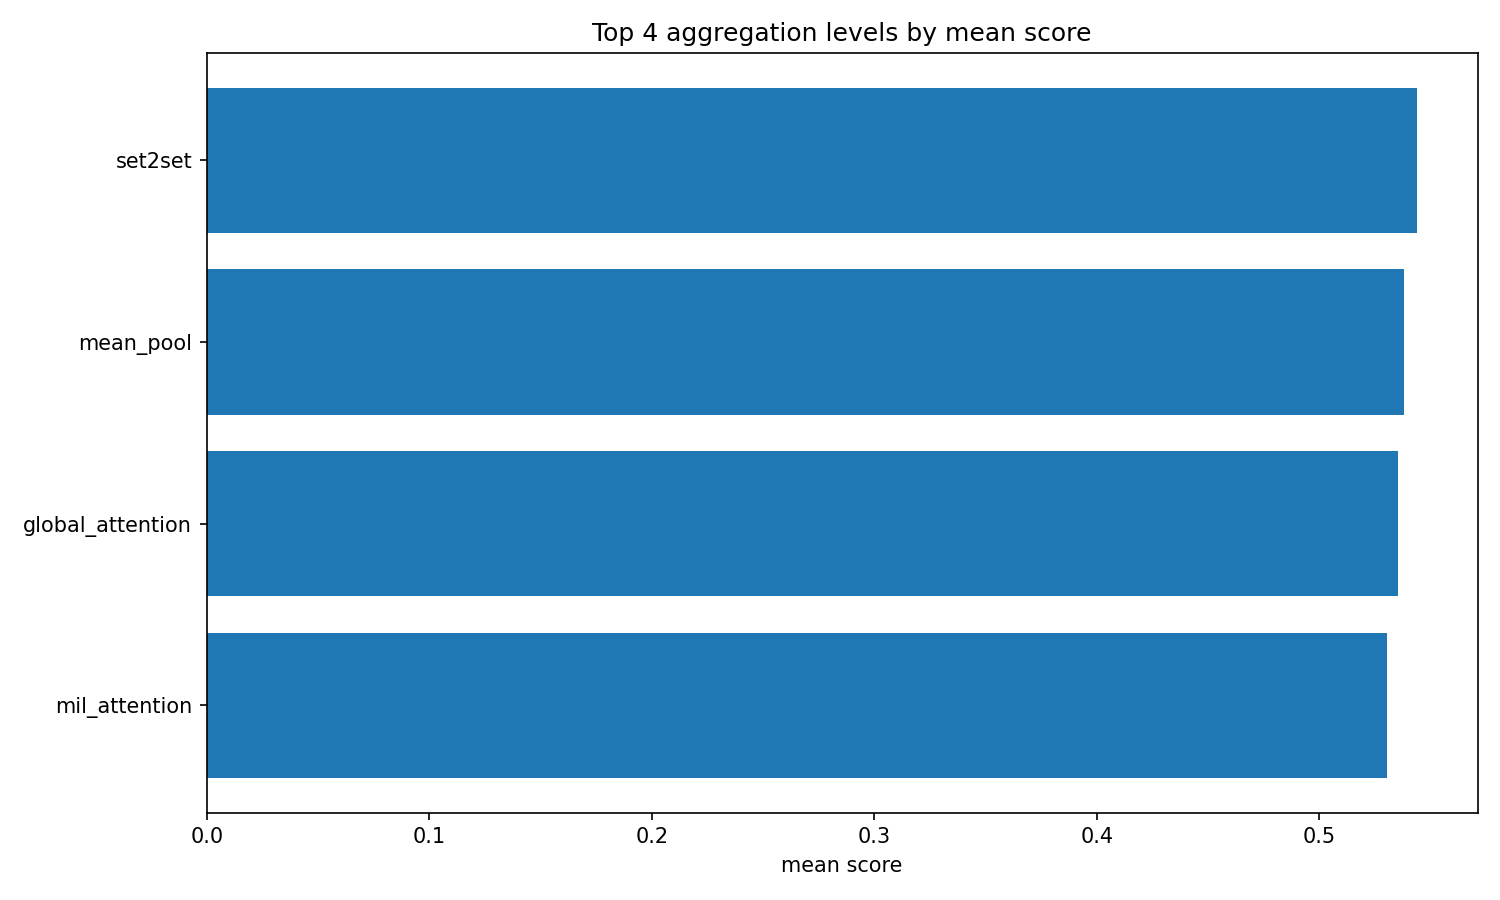 Top 4 aggregation levels by mean score
set2set
mean_pool
global_attention
mil_attention
0.0 0.1 0.2 0.3 0.4 0.5
mean score